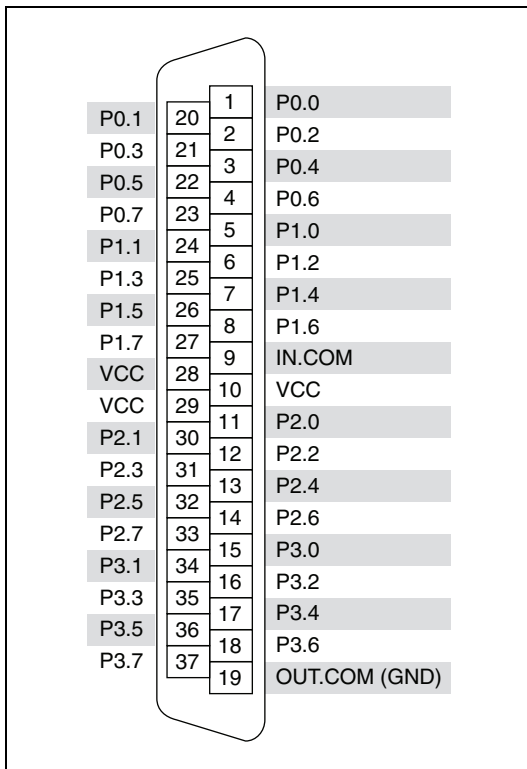 1 P0.0
P0.1 20
2 P0.2
P0.3 21
3 P0.4
P0.5 22
4 P0.6
P0.7 23
5 P1.0
P1.1 24
6 P1.2
P1.3 25
7 P1.4
P1.5 26
8 P1.6
P1.7 27
9 IN.COM
VCC 28
10 VCC
VCC 29
11 P2.0
P2.1 30
12 P2.2
P2.3 31
13 P2.4
P2.5 32
14 P2.6
P2.7 33
15 P3.0
P3.1 34
16 P3.2
P3.3 35
17 P3.4
P3.5 36
18 P3.6
P3.7 37
19 OUT.COM (GND)